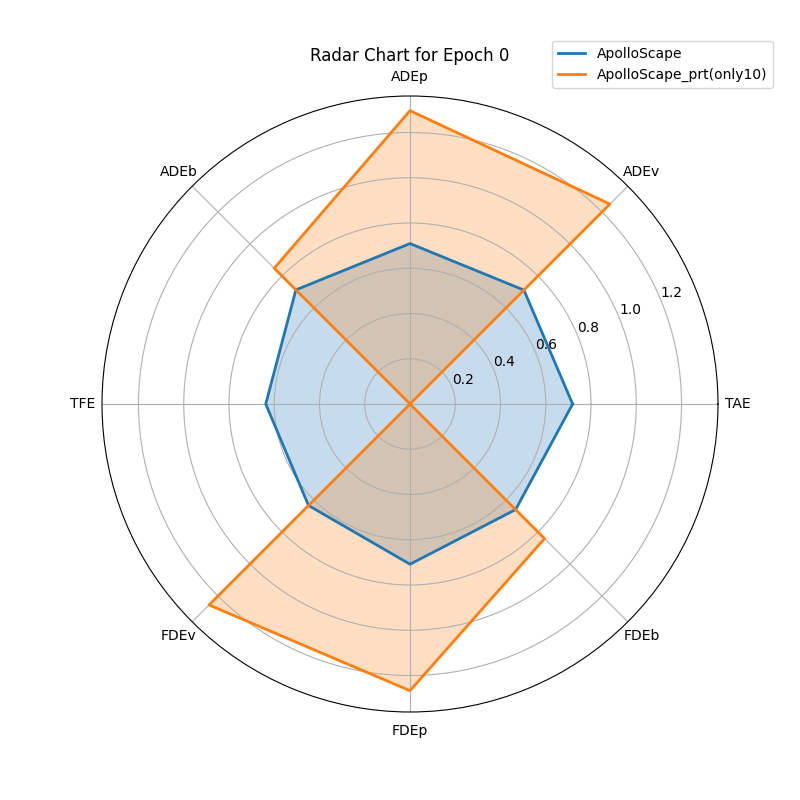 Radar Chart for Epoch 0
ApolloScape
ApolloScape_prt(only10)
ADEp
ADEb
ADEv
1.2
1.0
0.8
0.6
0.4
0.2
TFE
TAE
FDEv
FDEb
FDEp